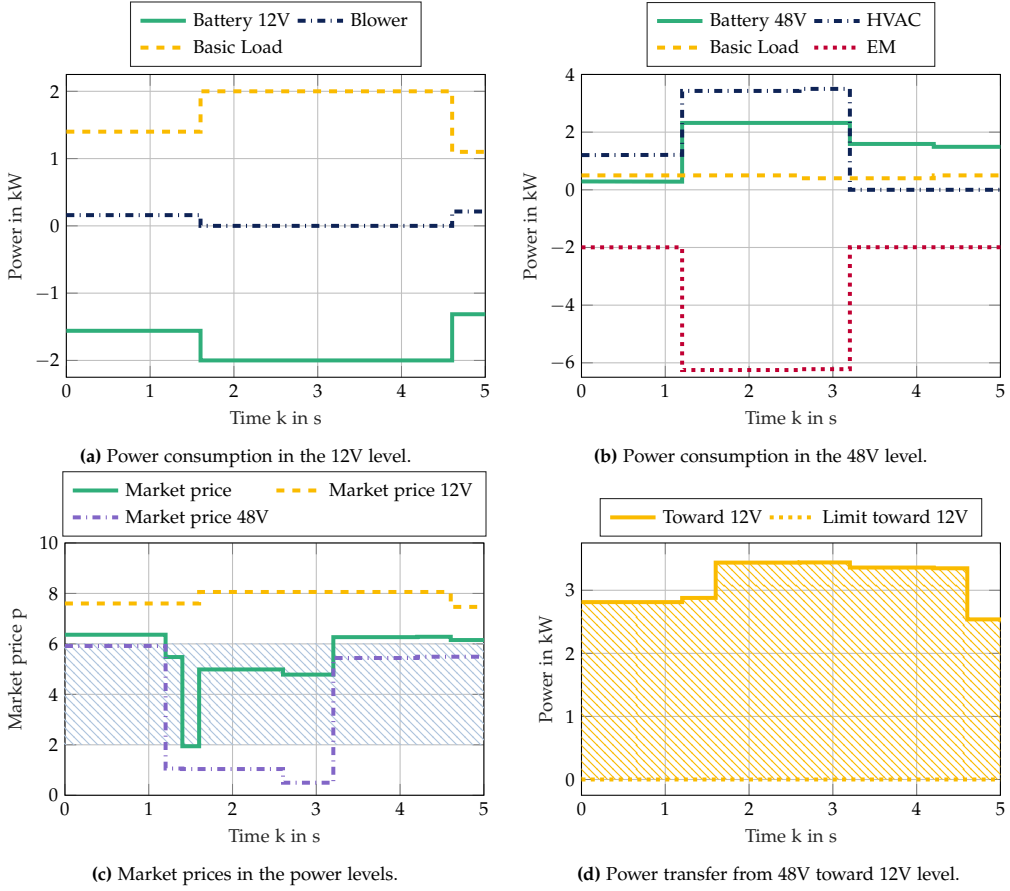 Battery 12V Blower
Basic Load
2
1
0
−1
−2
Power in kW
0 1 2 3 4 5
Time k in s
(a) Power consumption in the 12V level.
Battery 48V HVAC
Basic Load EM
4
2
0
−2
−4
−6
Power in kW
0 1 2 3 4 5
Time k in s
(b) Power consumption in the 48V level.
Market price Market price 12V
Market price 48V
10
8
6
4
2
0
Market price p
0 1 2 3 4 5
Time k in s
(c) Market prices in the power levels.
Toward 12V Limit toward 12V
3
2
1
0
Power in kW
0 1 2 3 4 5
Time k in s
(d) Power transfer from 48V toward 12V level.